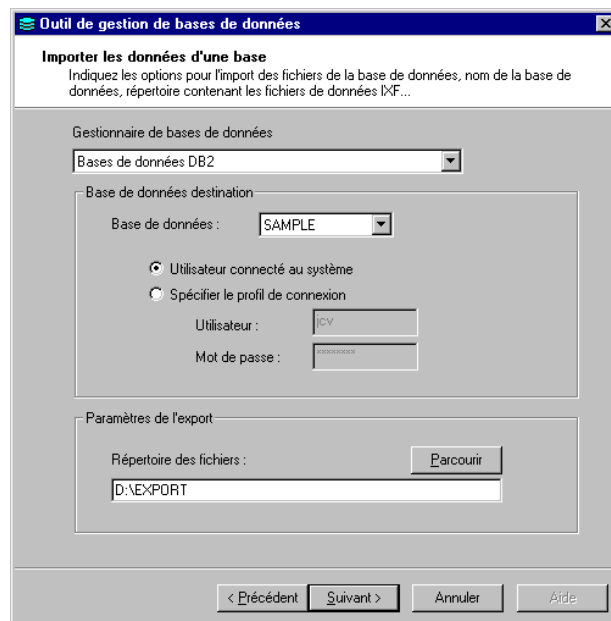 Outil de gestion de bases de données
Importer les données d'une base
Indiquez les options pour l'import des fichiers de la base de données, nom de la base de
données, répertoire contenant les fichiers de données IXF...
Gestionnaire de bases de données
Bases de données DB2
Base de données destination
Base de données : SAMPLE
Utilisateur connecté au système
Spécifier le profil de connexion
Utilisateur : jcv
Mot de passe : ********
Paramètres de l'export
Répertoire des fichiers : Parcourir
D:\EXPORT
< Précédent Suivant > Annuler Aide